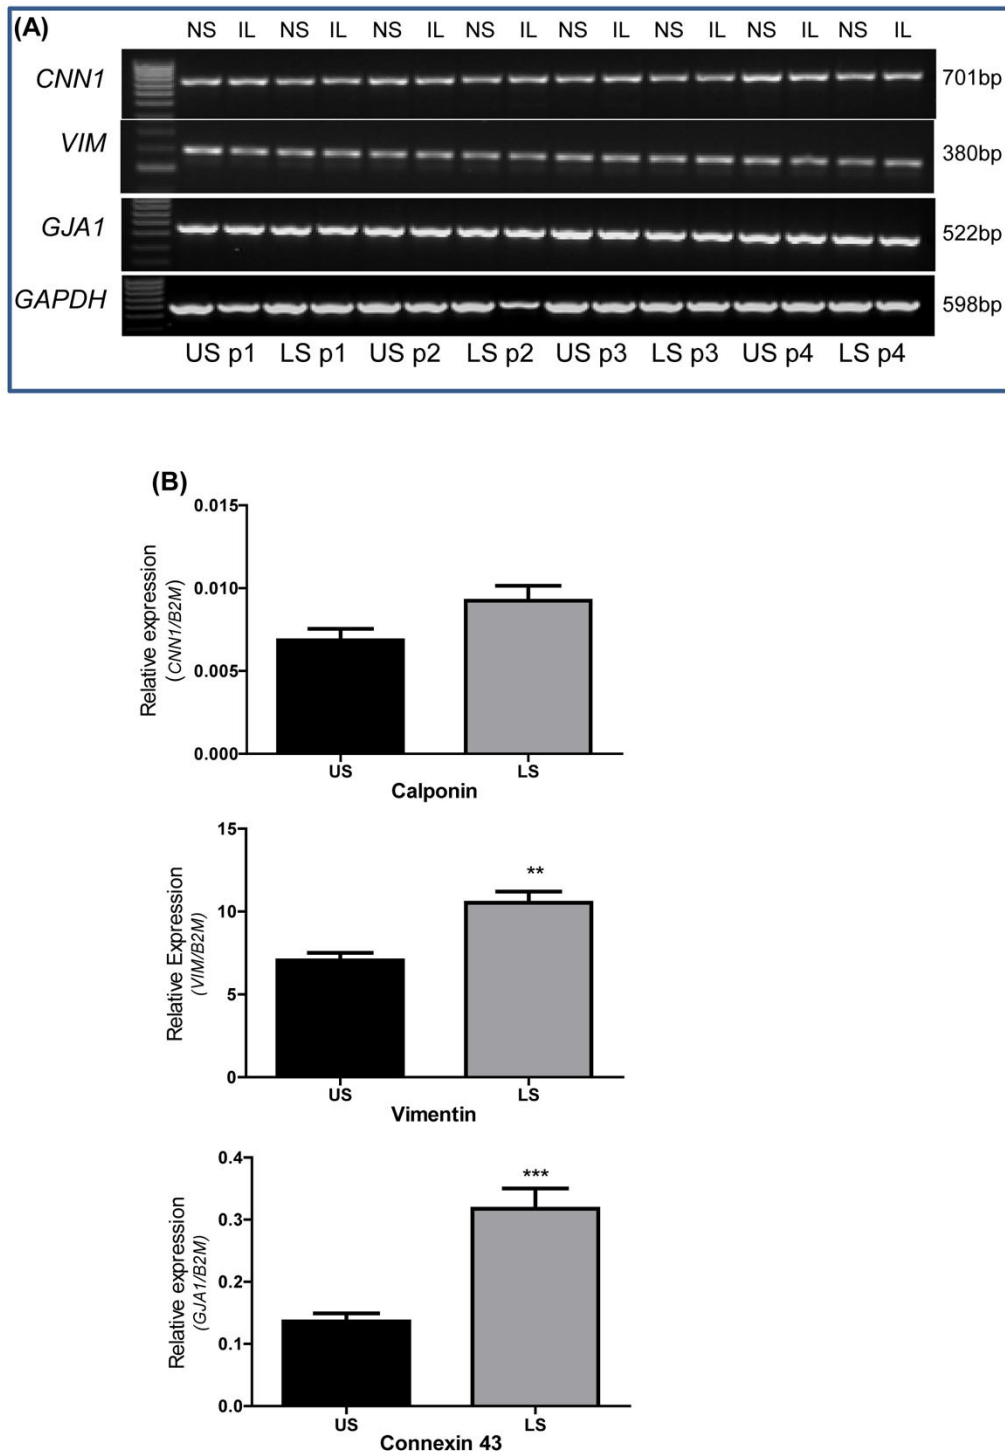 (A)
NS IL NS IL NS IL NS IL NS IL NS IL NS IL NS IL
CNN1 701bp
VIM 380bp
GJA1 522bp
GAPDH 598bp
US p1 LS p1 US p2 LS p2 US p3 LS p3 US p4 LS p4
(B)
Relative expression
(CNN1/B2M)
0.015
0.010
0.005
0.000
US LS
Calponin
Relative Expression
(VIM/B2M)
15
10
5
0
**
US LS
Vimentin
Relative expression
(GJA1/B2M)
0.4
0.3
0.2
0.1
0.0
***
US LS
Connexin 43